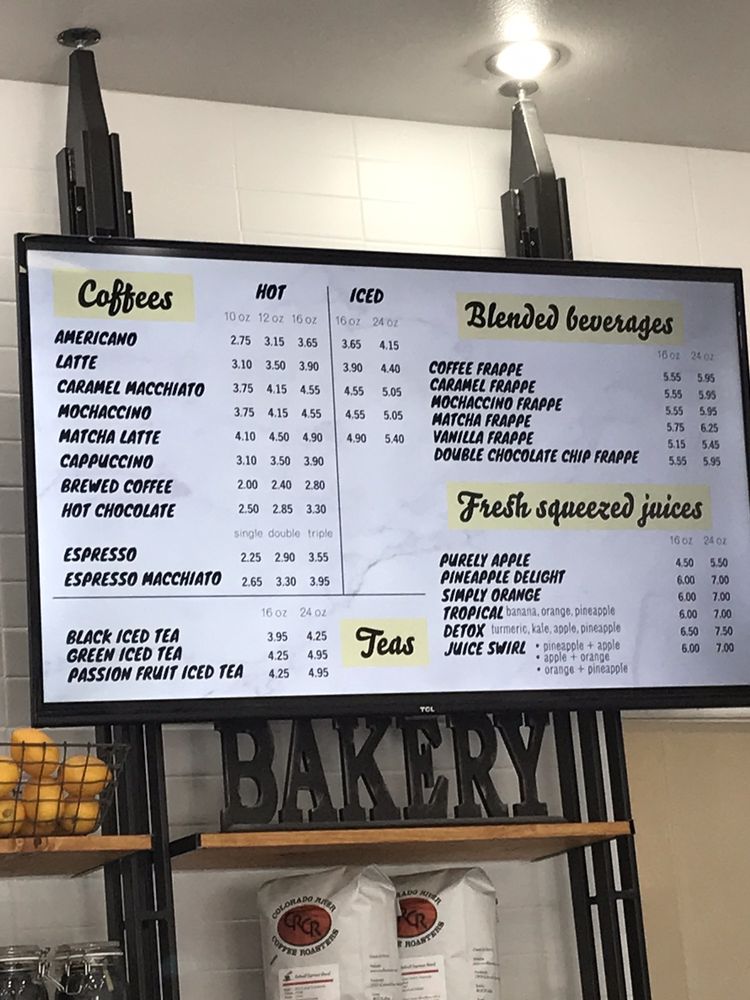 Coffees HOT ICED
10 oz 12 oz 16 oz 16 oz 24 oz
AMERICANO 2.75 3.15 3.65 3.65 4.15
LATTE 3.10 3.50 3.90 3.90 4.40
CARAMEL MACCHIATO 3.75 4.15 4.55 4.55 5.05
MOCHACCINO 3.75 4.15 4.55 4.55 5.05
MATCHA LATTE 4.10 4.50 4.90 4.90 5.40
CAPPUCCINO 3.10 3.50 3.90
BREWED COFFEE 2.00 2.40 2.80
HOT CHOCOLATE 2.50 2.85 3.30
single double triple
ESPRESSO 2.25 2.90 3.55
ESPRESSO MACCHIATO 2.65 3.30 3.95
16 oz 24 oz
Teas
BLACK ICED TEA 3.95 4.25
GREEN ICED TEA 4.25 4.95
PASSION FRUIT ICED TEA 4.25 4.95
Blended beverages
16 oz 24 oz
COFFEE FRAPPE 5.55 5.95
CARAMEL FRAPPE 5.55 5.95
MOCHACCINO FRAPPE 5.55 5.95
MATCHA FRAPPE 5.75 6.25
VANILLA FRAPPE 5.15 5.45
DOUBLE CHOCOLATE CHIP FRAPPE 5.55 5.95
Fresh squeezed juices
16 oz 24 oz
PURELY APPLE 4.50 5.50
PINEAPPLE DELIGHT 6.00 7.00
SIMPLY ORANGE 6.00 7.00
TROPICAL banana, orange, pineapple 6.00 7.00
DETOX turmeric, kale, apple, pineapple 6.50 7.50
JUICE SWIRL • pineapple + apple 6.00 7.00
• apple + orange
• orange + pineapple
TCL
BAKERY
COLORADO RIVER
CRCR
COFFEE ROASTERS